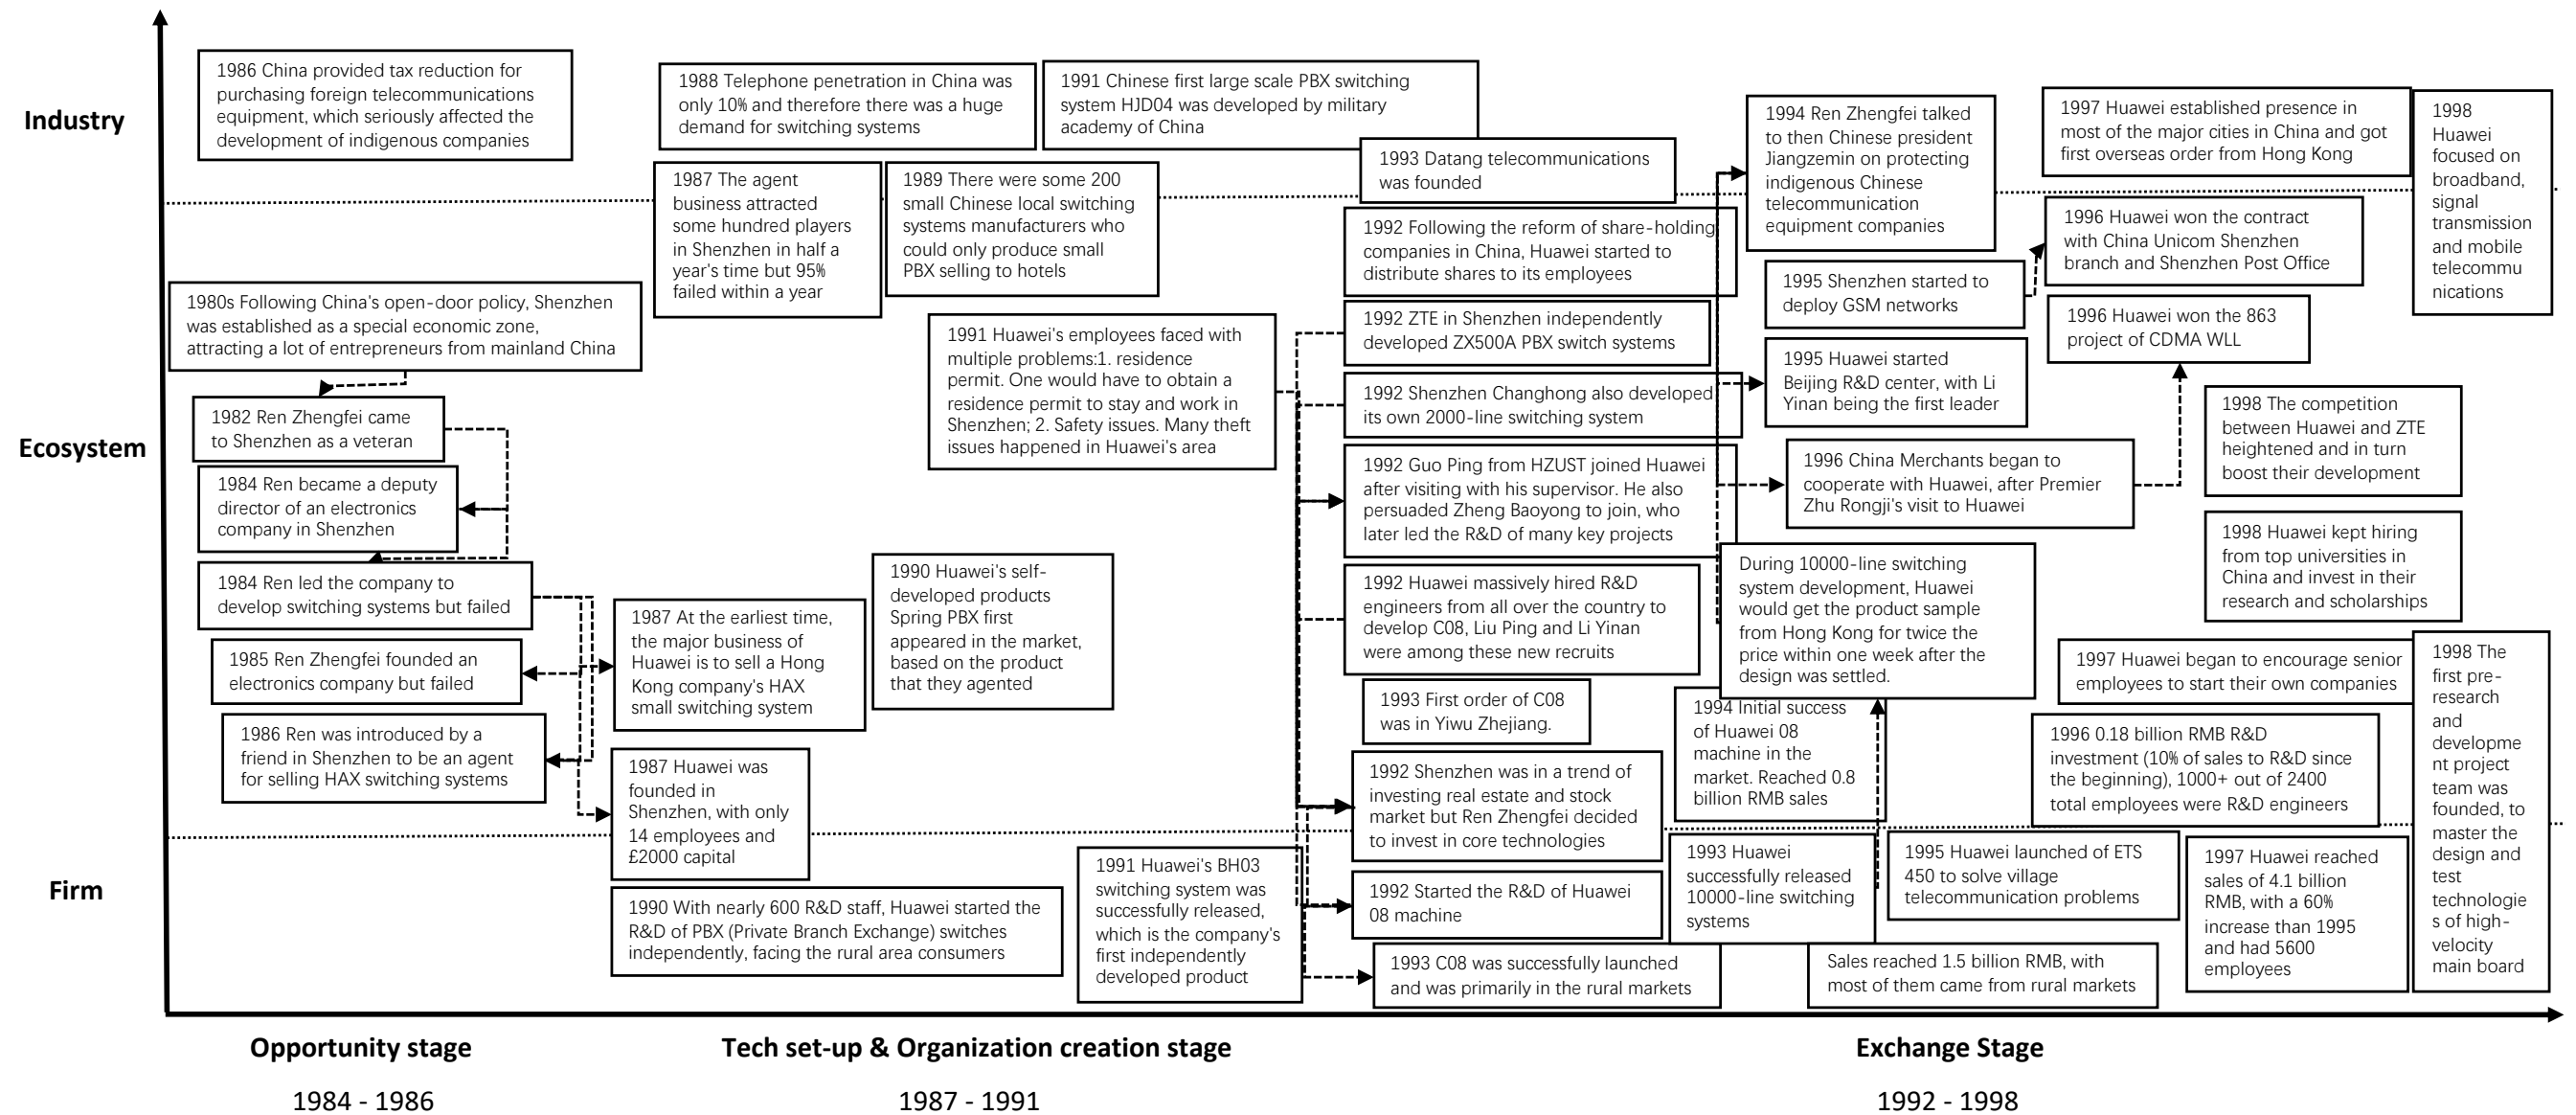 Industry
Ecosystem
Firm
1986 China provided tax reduction for
purchasing foreign telecommunications
equipment, which seriously affected the
development of indigenous companies
1980s Following China's open-door policy, Shenzhen
was established as a special economic zone,
attracting a lot of entrepreneurs from mainland China
1982 Ren Zhengfei came
to Shenzhen as a veteran
1984 Ren became a deputy
director of an electronics
company in Shenzhen
1984 Ren led the company to
develop switching systems but failed
1985 Ren Zhengfei founded an
electronics company but failed
1986 Ren was introduced by a
friend in Shenzhen to be an agent
for selling HAX switching systems
1988 Telephone penetration in China was
only 10% and therefore there was a huge
demand for switching systems
1991 Chinese first large scale PBX switching
system HJD04 was developed by military
academy of China
1987 The agent
business attracted
some hundred players
in Shenzhen in half a
year's time but 95%
failed within a year
1989 There were some 200
small Chinese local switching
systems manufacturers who
could only produce small
PBX selling to hotels
1991 Huawei's employees faced with
multiple problems:1. residence
permit. One would have to obtain a
residence permit to stay and work in
Shenzhen; 2. Safety issues. Many theft
issues happened in Huawei's area
1990 Huawei's self-
developed products
Spring PBX first
appeared in the market,
based on the product
that they agented
1987 At the earliest time,
the major business of
Huawei is to sell a Hong
Kong company's HAX
small switching system
1987 Huawei was
founded in
Shenzhen, with only
14 employees and
£2000 capital
1990 With nearly 600 R&D staff, Huawei started the
R&D of PBX (Private Branch Exchange) switches
independently, facing the rural area consumers
1991 Huawei's BH03
switching system was
successfully released,
which is the company's
first independently
developed product
1993 Datang telecommunications
was founded
1992 Following the reform of share-holding
companies in China, Huawei started to
distribute shares to its employees
1992 ZTE in Shenzhen independently
developed ZX500A PBX switch systems
1992 Shenzhen Changhong also developed
its own 2000-line switching system
1992 Guo Ping from HZUST joined Huawei
after visiting with his supervisor. He also
persuaded Zheng Baoyong to join, who
later led the R&D of many key projects
1992 Huawei massively hired R&D
engineers from all over the country to
develop C08, Liu Ping and Li Yinan
were among these new recruits
1993 First order of C08
was in Yiwu Zhejiang.
1992 Shenzhen was in a trend of
investing real estate and stock
market but Ren Zhengfei decided
to invest in core technologies
1992 Started the R&D of Huawei
08 machine
1993 C08 was successfully launched
and was primarily in the rural markets
1994 Ren Zhengfei talked
to then Chinese president
Jiangzemin on protecting
indigenous Chinese
telecommunication
equipment companies
1995 Shenzhen started to
deploy GSM networks
1995 Huawei started
Beijing R&D center, with Li
Yinan being the first leader
1996 China Merchants began to
cooperate with Huawei, after Premier
Zhu Rongji's visit to Huawei
During 10000-line switching
system development, Huawei
would get the product sample
from Hong Kong for twice the
price within one week after the
design was settled.
1994 Initial success
of Huawei 08
machine in the
market. Reached 0.8
billion RMB sales
1993 Huawei
successfully released
10000-line switching
systems
1995 Huawei launched of ETS
450 to solve village
telecommunication problems
Sales reached 1.5 billion RMB, with
most of them came from rural markets
1997 Huawei established presence in
most of the major cities in China and got
first overseas order from Hong Kong
1996 Huawei won the contract
with China Unicom Shenzhen
branch and Shenzhen Post Office
1996 Huawei won the 863
project of CDMA WLL
1998 The competition
between Huawei and ZTE
heightened and in turn
boost their development
1998 Huawei kept hiring
from top universities in
China and invest in their
research and scholarships
1997 Huawei began to encourage senior
employees to start their own companies
1996 0.18 billion RMB R&D
investment (10% of sales to R&D since
the beginning), 1000+ out of 2400
total employees were R&D engineers
1997 Huawei reached
sales of 4.1 billion
RMB, with a 60%
increase than 1995
and had 5600
employees
1998
Huawei
focused on
broadband,
signal
transmission
and mobile
telecommu
nications
1998 The
first pre-
research
and
developme
nt project
team was
founded, to
master the
design and
test
technologie
s of high-
velocity
main board
Opportunity stage
1984 - 1986
Tech set-up & Organization creation stage
1987 - 1991
Exchange Stage
1992 - 1998